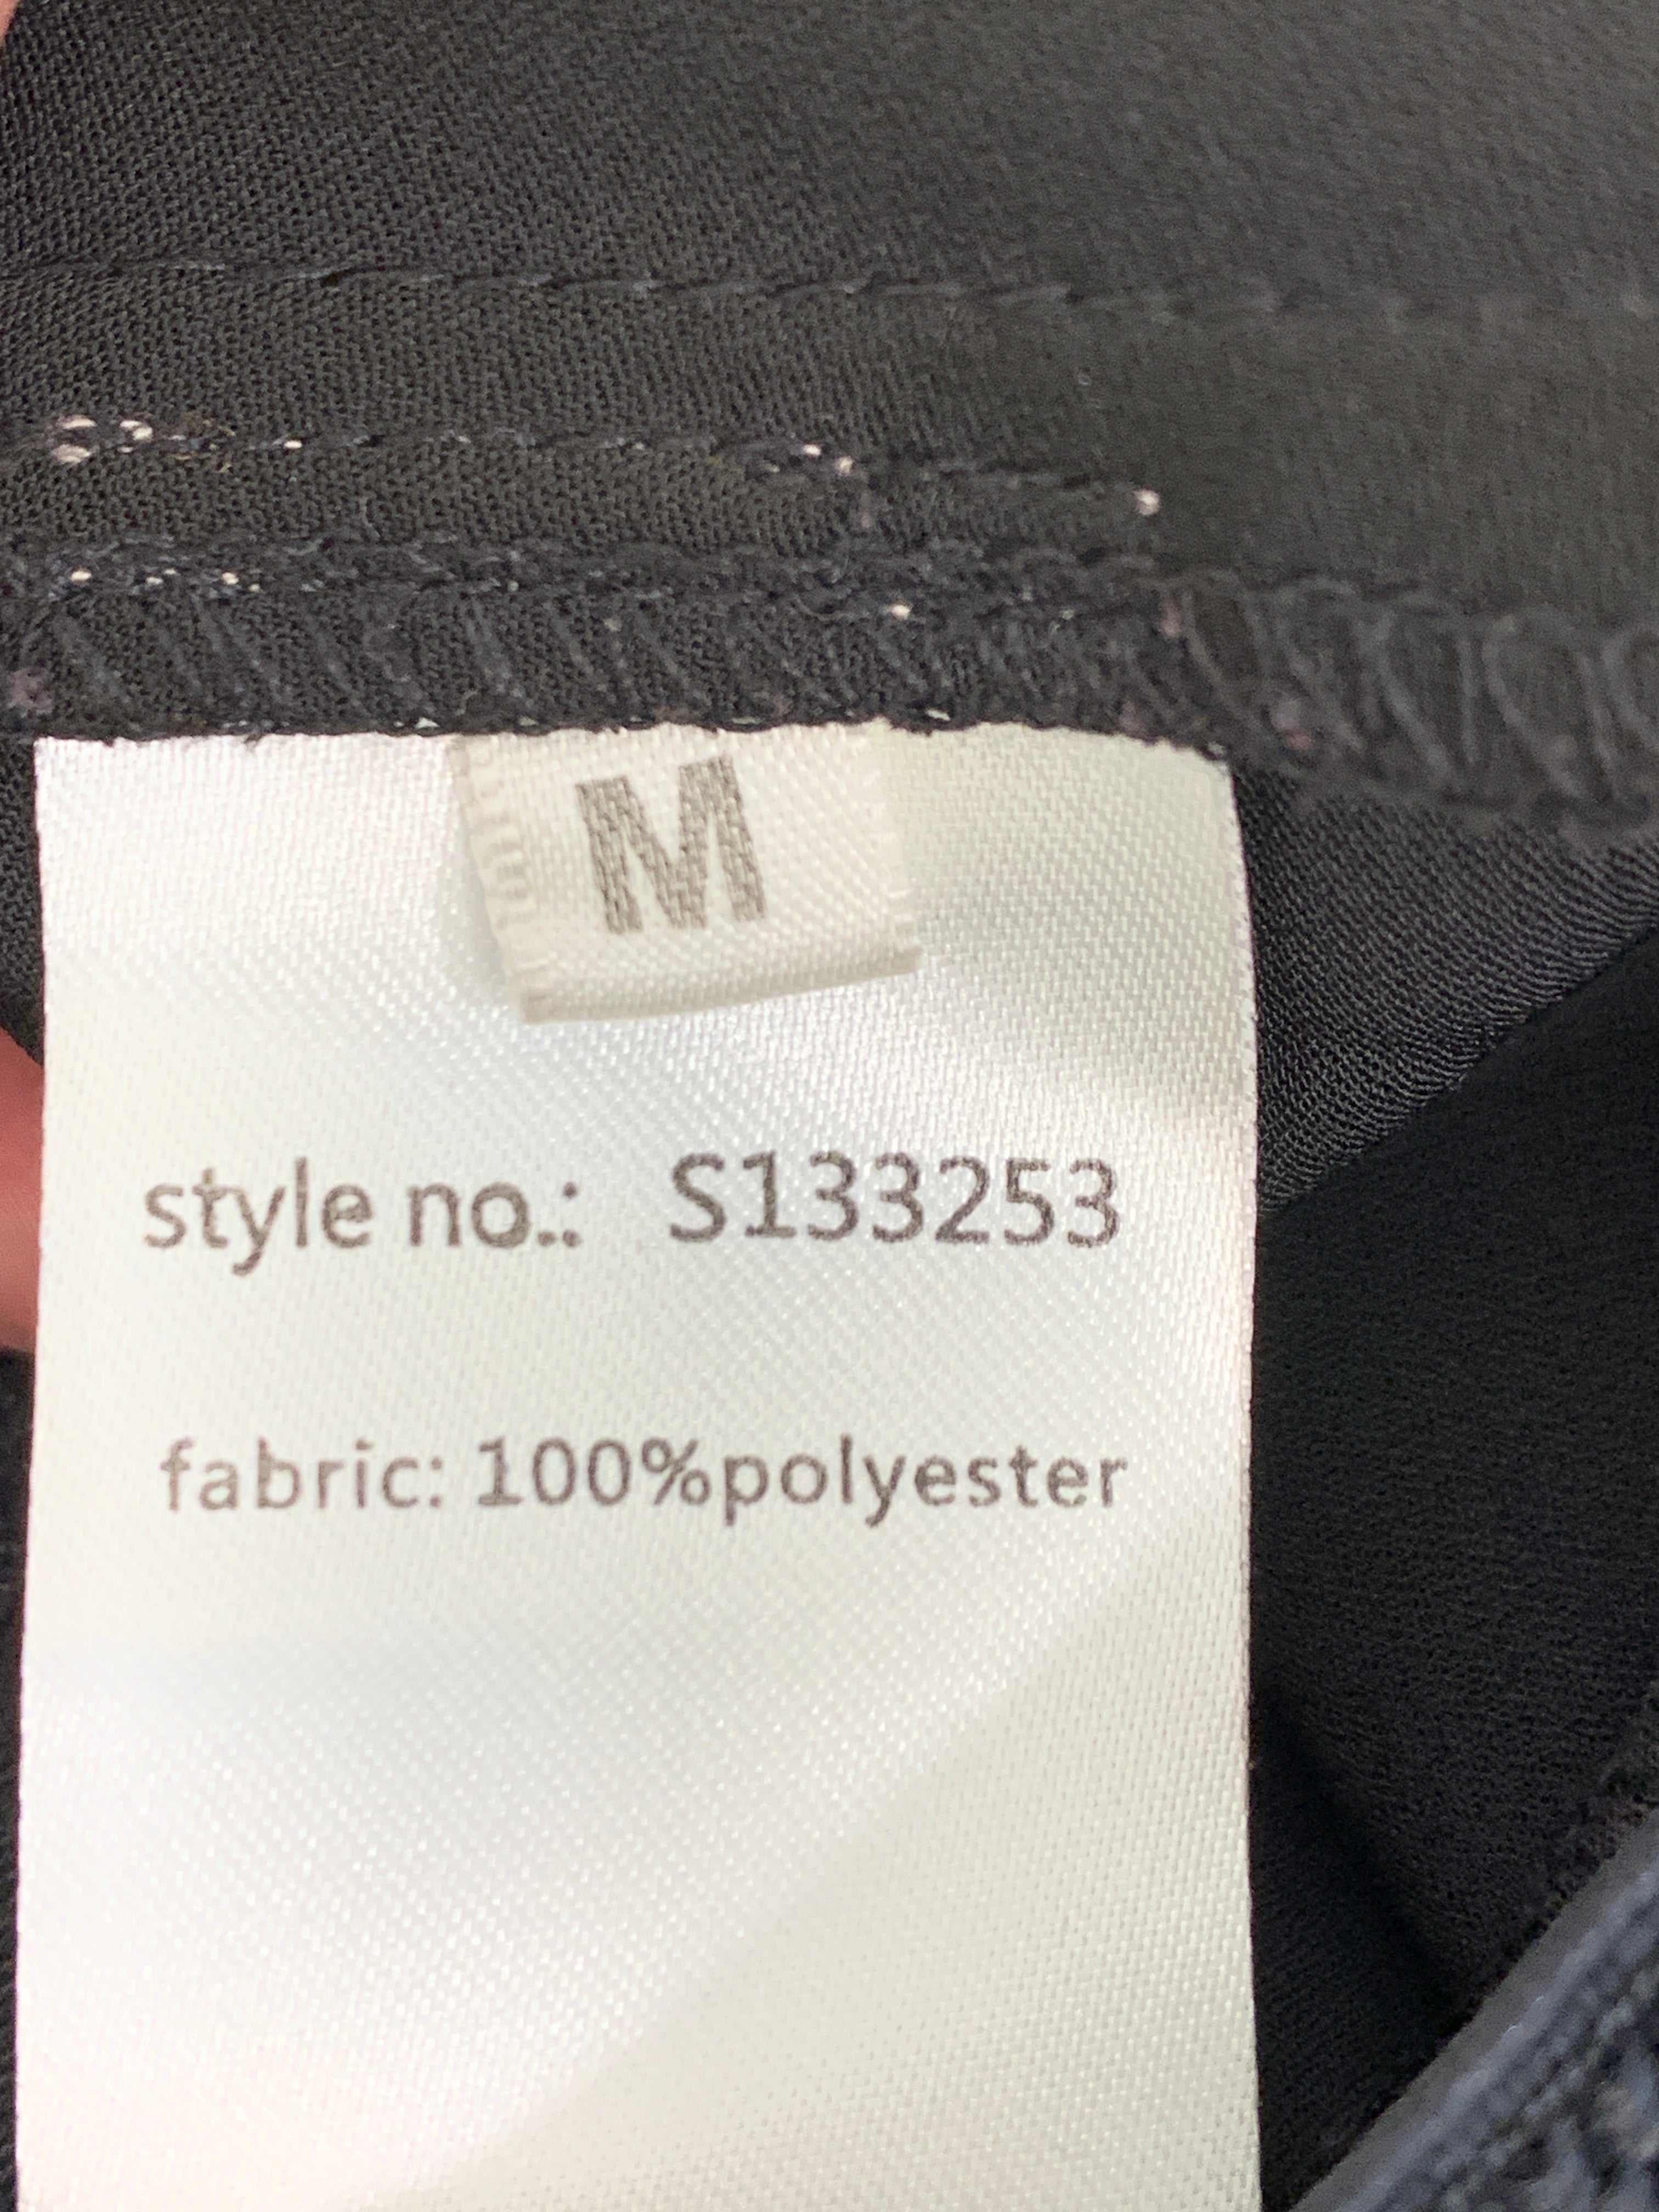 M
style no.: S133253
fabric: 100%polyester